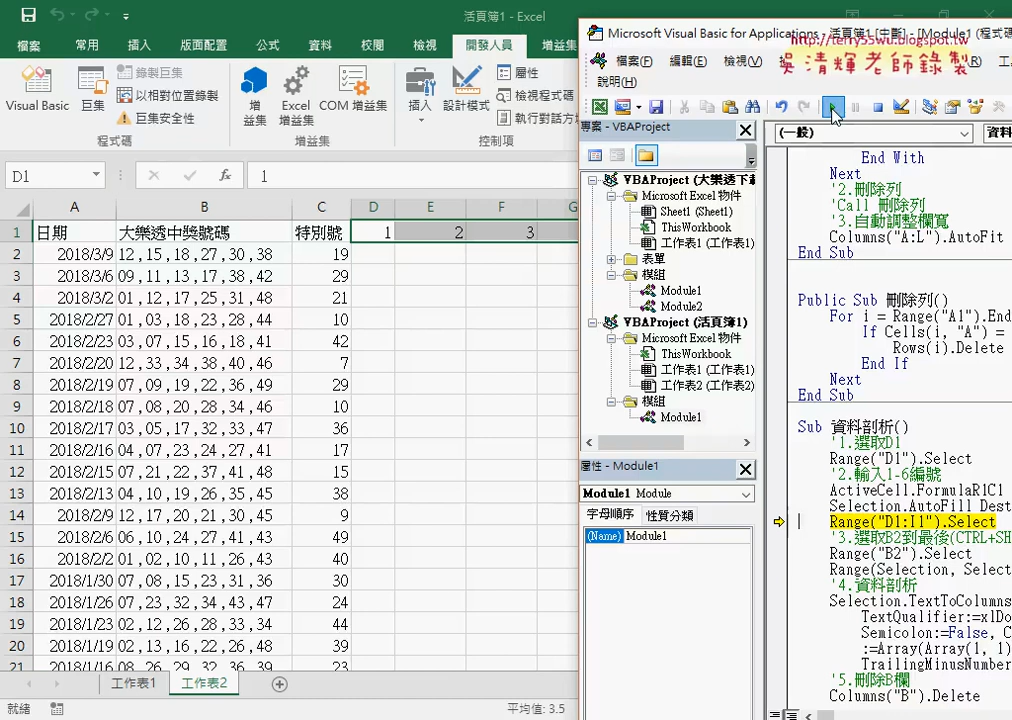 活頁簿1 - Excel
檔案 常用 插入 版面配置 公式 資料 校閱 檢視 開發人員 增益集
Visual Basic 巨集 錄製巨集 以相對位置錄製 巨集安全性 程式碼
增益集 Excel 增益集 COM 增益集 增益集
插入 設計模式 屬性 檢視程式碼 執行對話方 控制項
D1 fx 1
A B C D E F G
1 日期 大樂透中獎號碼 特別號 1 2 3
2 2018/3/9 12,15,18,27,30,38 19
3 2018/3/6 09,11,13,17,38,42 29
4 2018/3/2 01,12,17,25,31,48 21
5 2018/2/27 01,03,18,23,28,44 10
6 2018/2/23 03,07,15,16,18,41 42
7 2018/2/20 12,33,34,38,40,46 7
8 2018/2/19 07,09,19,22,36,49 29
9 2018/2/18 07,08,20,28,34,46 10
10 2018/2/17 03,05,17,32,33,47 36
11 2018/2/16 04,07,23,24,27,41 17
12 2018/2/15 07,21,22,37,41,48 15
13 2018/2/13 04,10,19,26,35,45 38
14 2018/2/9 12,17,20,21,34,45 9
15 2018/2/6 06,10,24,27,41,43 49
16 2018/2/2 01,02,10,11,26,43 40
17 2018/1/30 07,08,15,23,31,36 30
18 2018/1/26 07,23,32,34,43,47 24
19 2018/1/23 02,12,26,28,33,34 44
20 2018/1/19 02,13,16,22,26,48 39
21 2018/1/16 08,26,29,32,36,39 23
工作表1 工作表2
就緒 平均值: 3.5
Microsoft Visual Basic for Applications - 活頁簿1 [中斷] - [Module1 (程式碼
http://terry55wu.blogspot.tw
吳清輝老師錄製
檔案(F) 編輯(E) 檢視(V)
說明(H)
專案 - VBAProject
VBAProject (大樂透下載
Microsoft Excel 物件
Sheet1 (Sheet1)
ThisWorkbook
工作表1 (工作表1)
表單
模組
Module1
Module2
VBAProject (活頁簿1)
Microsoft Excel 物件
ThisWorkbook
工作表1 (工作表1)
工作表2 (工作表2)
模組
Module1
屬性 - Module1
Module1 Module
字母順序 性質分類
(Name) Module1
(一般) 資料
End With
Next
'2.刪除列
'Call 刪除列
'3.自動調整欄寬
Columns("A:L").AutoFit
End Sub
Public Sub 刪除列()
For i = Range("A1").End
If Cells(i, "A") =
Rows(i).Delete
End If
Next
End Sub
Sub 資料剖析()
'1.選取D1
Range("D1").Select
'2.輸入1-6編號
ActiveCell.FormulaR1C1
Selection.AutoFill Dest
Range("D1:I1").Select
'3.選取B2到最後(CTRL+SH
Range("B2").Select
Range(Selection, Select
'4.資料剖析
Selection.TextToColumns
TextQualifier:=xlDo
Semicolon:=False, C
:=Array(Array(1, 1)
TrailingMinusNumber
'5.刪除B欄
Columns("B").Delete